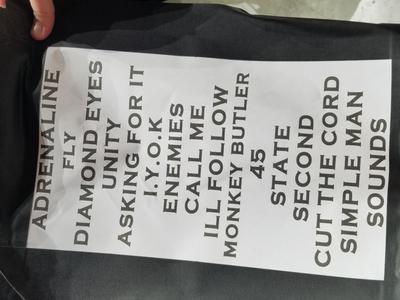 ADRENALINE
FLY
DIAMOND EYES
UNITY
ASKING FOR IT
I.Y.O.K
ENEMIES
CALL ME
ILL FOLLOW
MONKEY BUTLER
45
STATE
SECOND
CUT THE CORD
SIMPLE MAN
SOUNDS